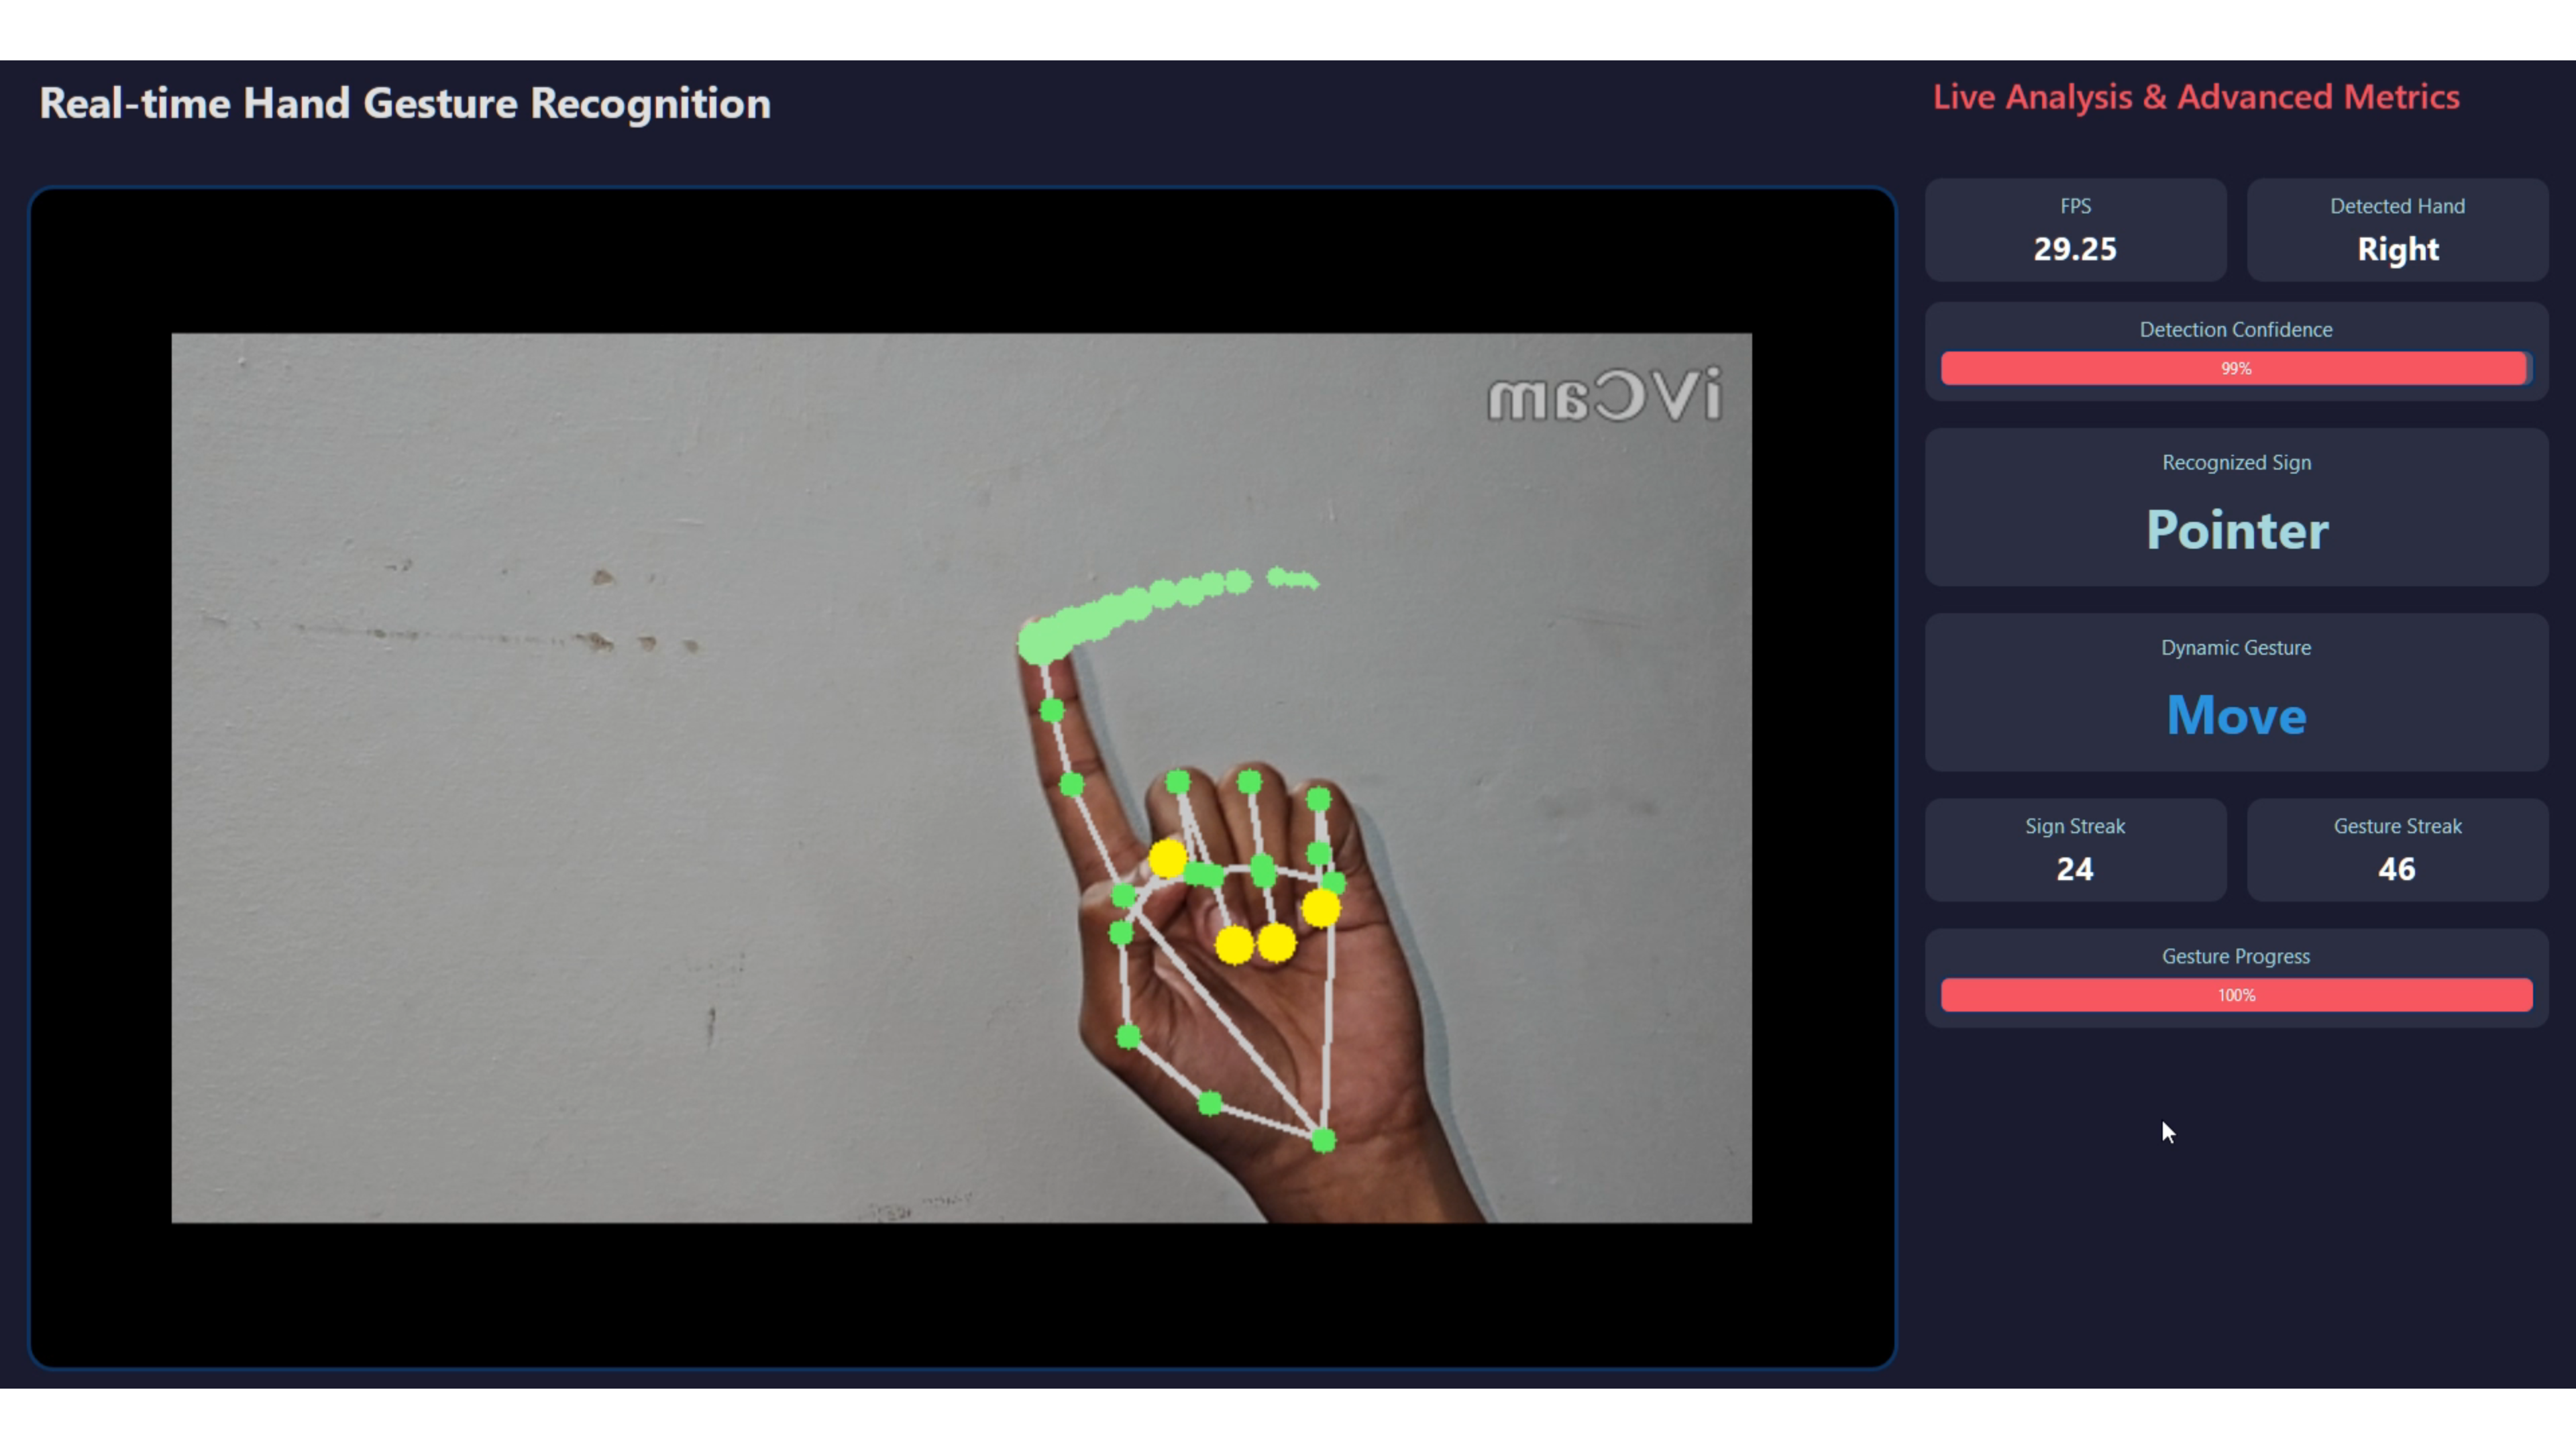 Real-time Hand Gesture Recognition
iVCam
Live Analysis & Advanced Metrics
FPS
29.25
Detected Hand
Right
Detection Confidence
99%
Recognized Sign
Pointer
Dynamic Gesture
Move
Sign Streak
24
Gesture Streak
46
Gesture Progress
100%